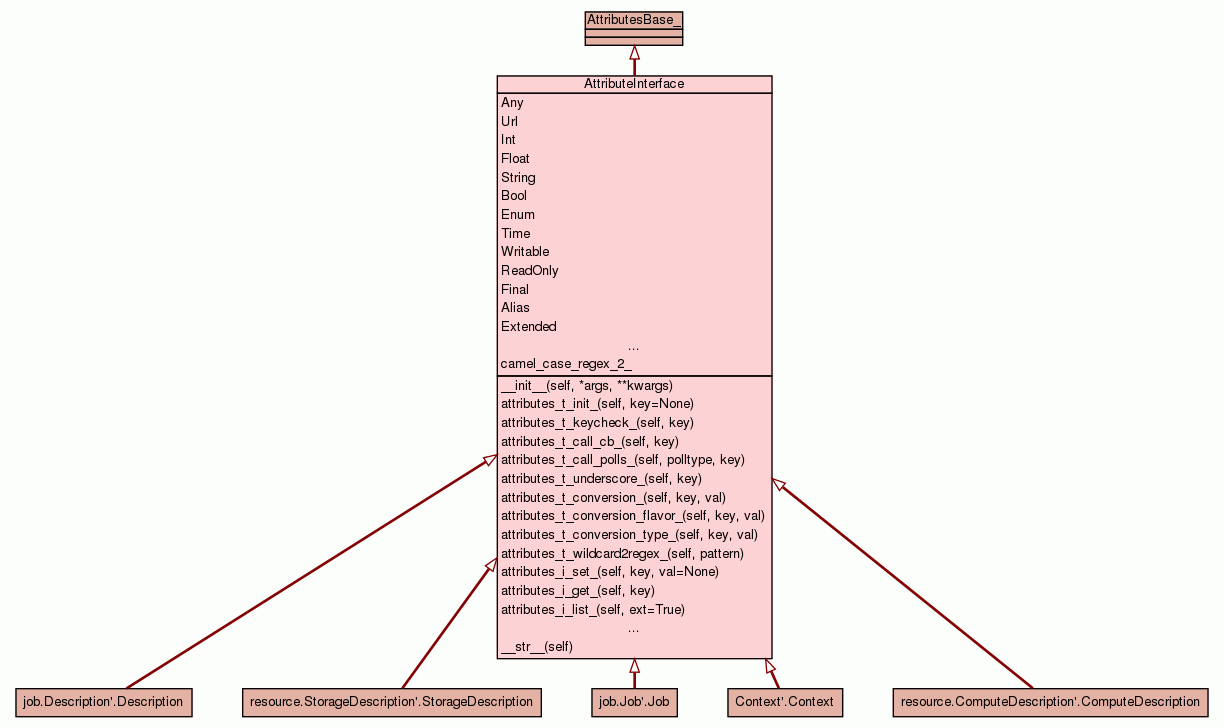 AttributesBase_
AttributeInterface
Any
Url
Int
Float
String
Bool
Enum
Time
Writable
ReadOnly
Final
Alias
Extended
...
camel_case_regex_2_
__init__(self, *args, **kwargs)
attributes_t_init_(self, key=None)
attributes_t_keycheck_(self, key)
attributes_t_call_cb_(self, key)
attributes_t_call_polls_(self, polltype, key)
attributes_t_underscore_(self, key)
attributes_t_conversion_(self, key, val)
attributes_t_conversion_flavor_(self, key, val)
attributes_t_conversion_type_(self, key, val)
attributes_t_wildcard2regex_(self, pattern)
attributes_i_set_(self, key, val=None)
attributes_i_get_(self, key)
attributes_i_list_(self, ext=True)
...
__str__(self)
job.Description'.Description
resource.StorageDescription'.StorageDescription
job.Job'.Job
Context'.Context
resource.ComputeDescription'.ComputeDescription